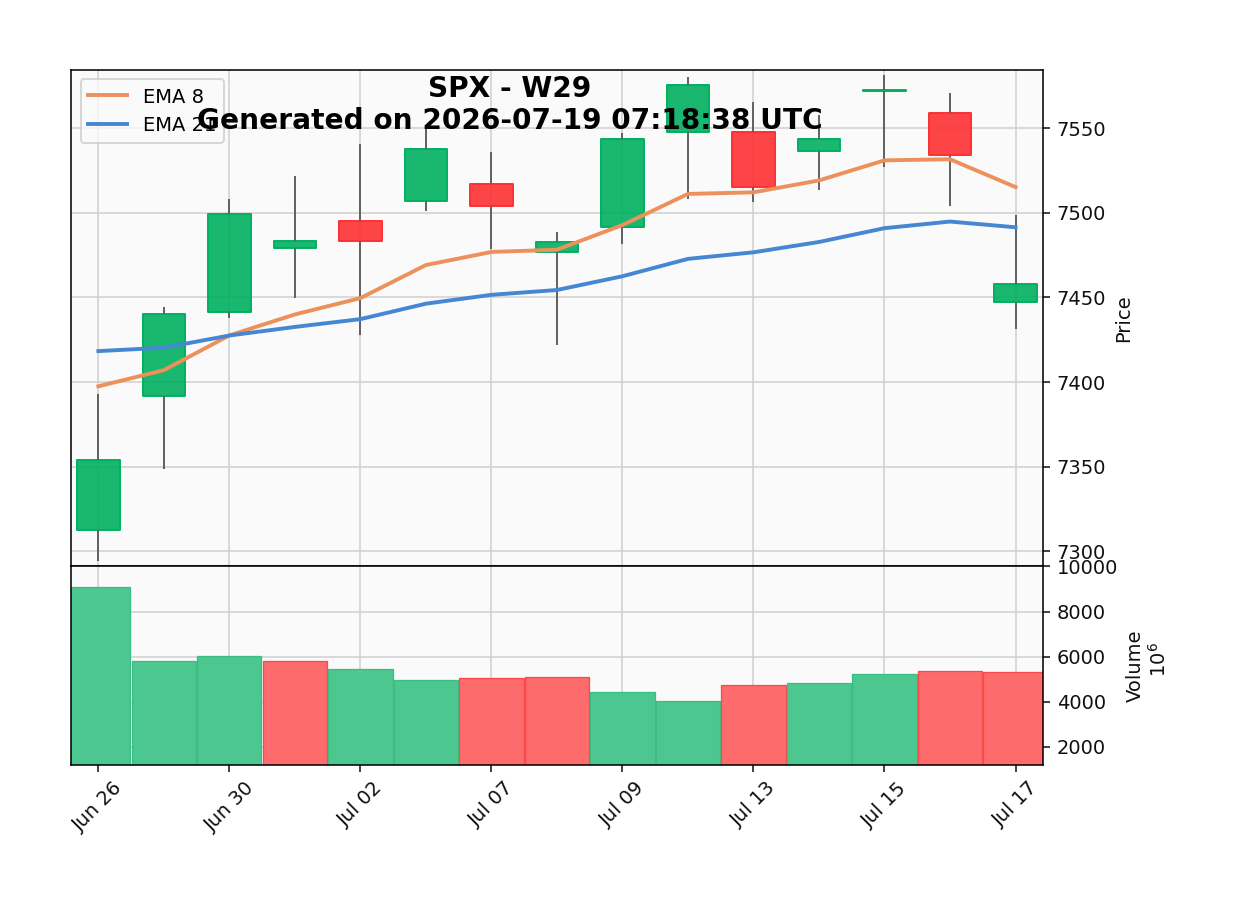 SPX - W29
Generated on 2026-07-19 07:18:38 UTC
EMA 8
EMA 21
7550
7500
7450
7400
7350
7300
Price
10000
8000
6000
4000
2000
Volume
10⁶
Jun 26
Jun 30
Jul 02
Jul 07
Jul 09
Jul 13
Jul 15
Jul 17